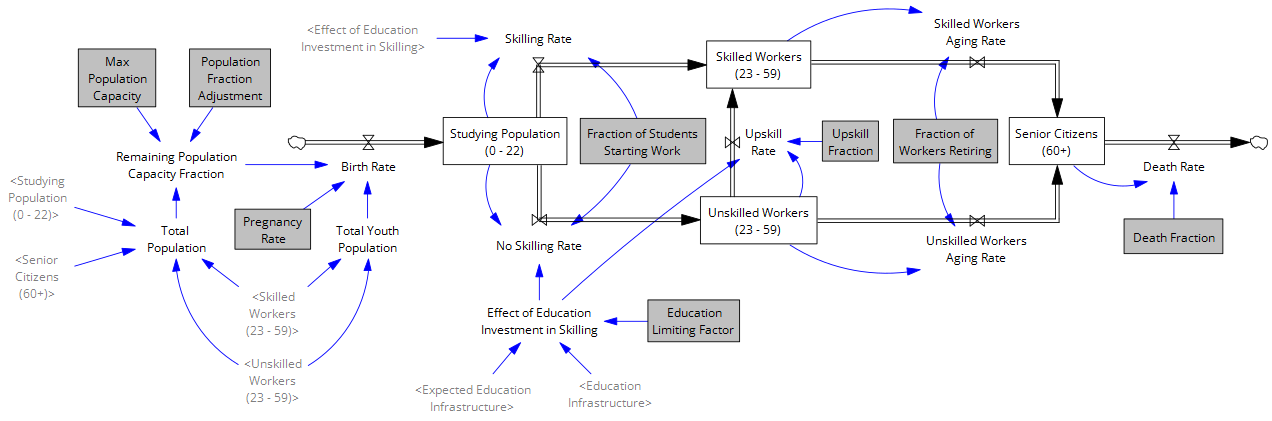 <Effect of Education
Investment in Skilling>
Skilling Rate
Skilled Workers
(23 - 59)
Skilled Workers
Aging Rate
Max
Population
Capacity
Population
Fraction
Adjustment
Studying Population
(0 - 22)
Fraction of Students
Starting Work
Upskill
Rate
Upskill
Fraction
Fraction of
Workers Retiring
Senior Citizens
(60+)
Remaining Population
Capacity Fraction
Birth Rate
Death Rate
<Studying
Population
(0 - 22)>
Pregnancy
Rate
Total
Population
Total Youth
Population
No Skilling Rate
Unskilled Workers
(23 - 59)
Unskilled Workers
Aging Rate
Death Fraction
<Senior
Citizens
(60+)>
<Skilled
Workers
(23 - 59)>
Effect of Education
Investment in Skilling
Education
Limiting Factor
<Unskilled
Workers
(23 - 59)>
<Expected Education
Infrastructure>
<Education
Infrastructure>